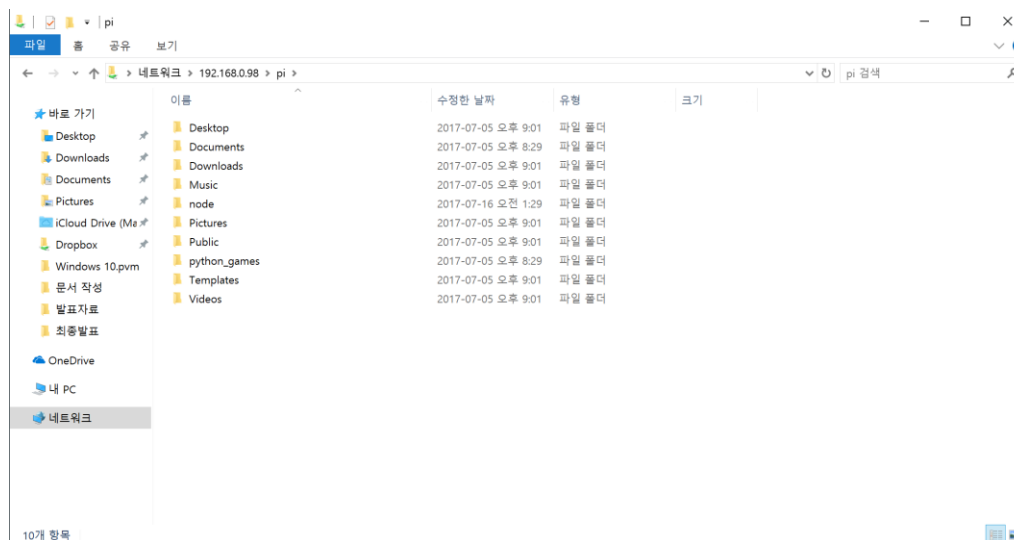 pi
파일 홈 공유 보기
네트워크 > 192.168.0.98 > pi > pi 검색
이름 수정한 날짜 유형 크기
바로 가기
Desktop
Downloads
Documents
Pictures
iCloud Drive (Ma
Dropbox
Windows 10.pvm
문서 작성
발표자료
최종발표
OneDrive
내 PC
네트워크
Desktop 2017-07-05 오후 9:01 파일 폴더
Documents 2017-07-05 오후 8:29 파일 폴더
Downloads 2017-07-05 오후 9:01 파일 폴더
Music 2017-07-05 오후 9:01 파일 폴더
node 2017-07-16 오전 1:29 파일 폴더
Pictures 2017-07-05 오후 9:01 파일 폴더
Public 2017-07-05 오후 9:01 파일 폴더
python_games 2017-07-05 오후 8:29 파일 폴더
Templates 2017-07-05 오후 9:01 파일 폴더
Videos 2017-07-05 오후 9:01 파일 폴더
10개 항목